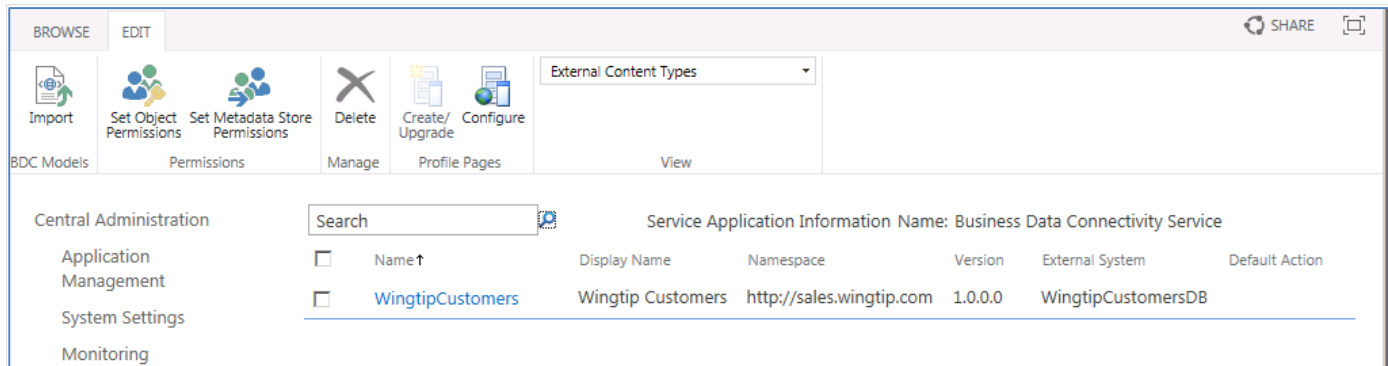 BROWSE EDIT SHARE
External Content Types
Import Set Object Permissions Set Metadata Store Permissions Delete Create/ Upgrade Configure
BDC Models Permissions Manage Profile Pages View
Central Administration Search Service Application Information Name: Business Data Connectivity Service
Application Management Name Display Name Namespace Version External System Default Action
WingtipCustomers Wingtip Customers http://sales.wingtip.com 1.0.0.0 WingtipCustomersDB
System Settings
Monitoring